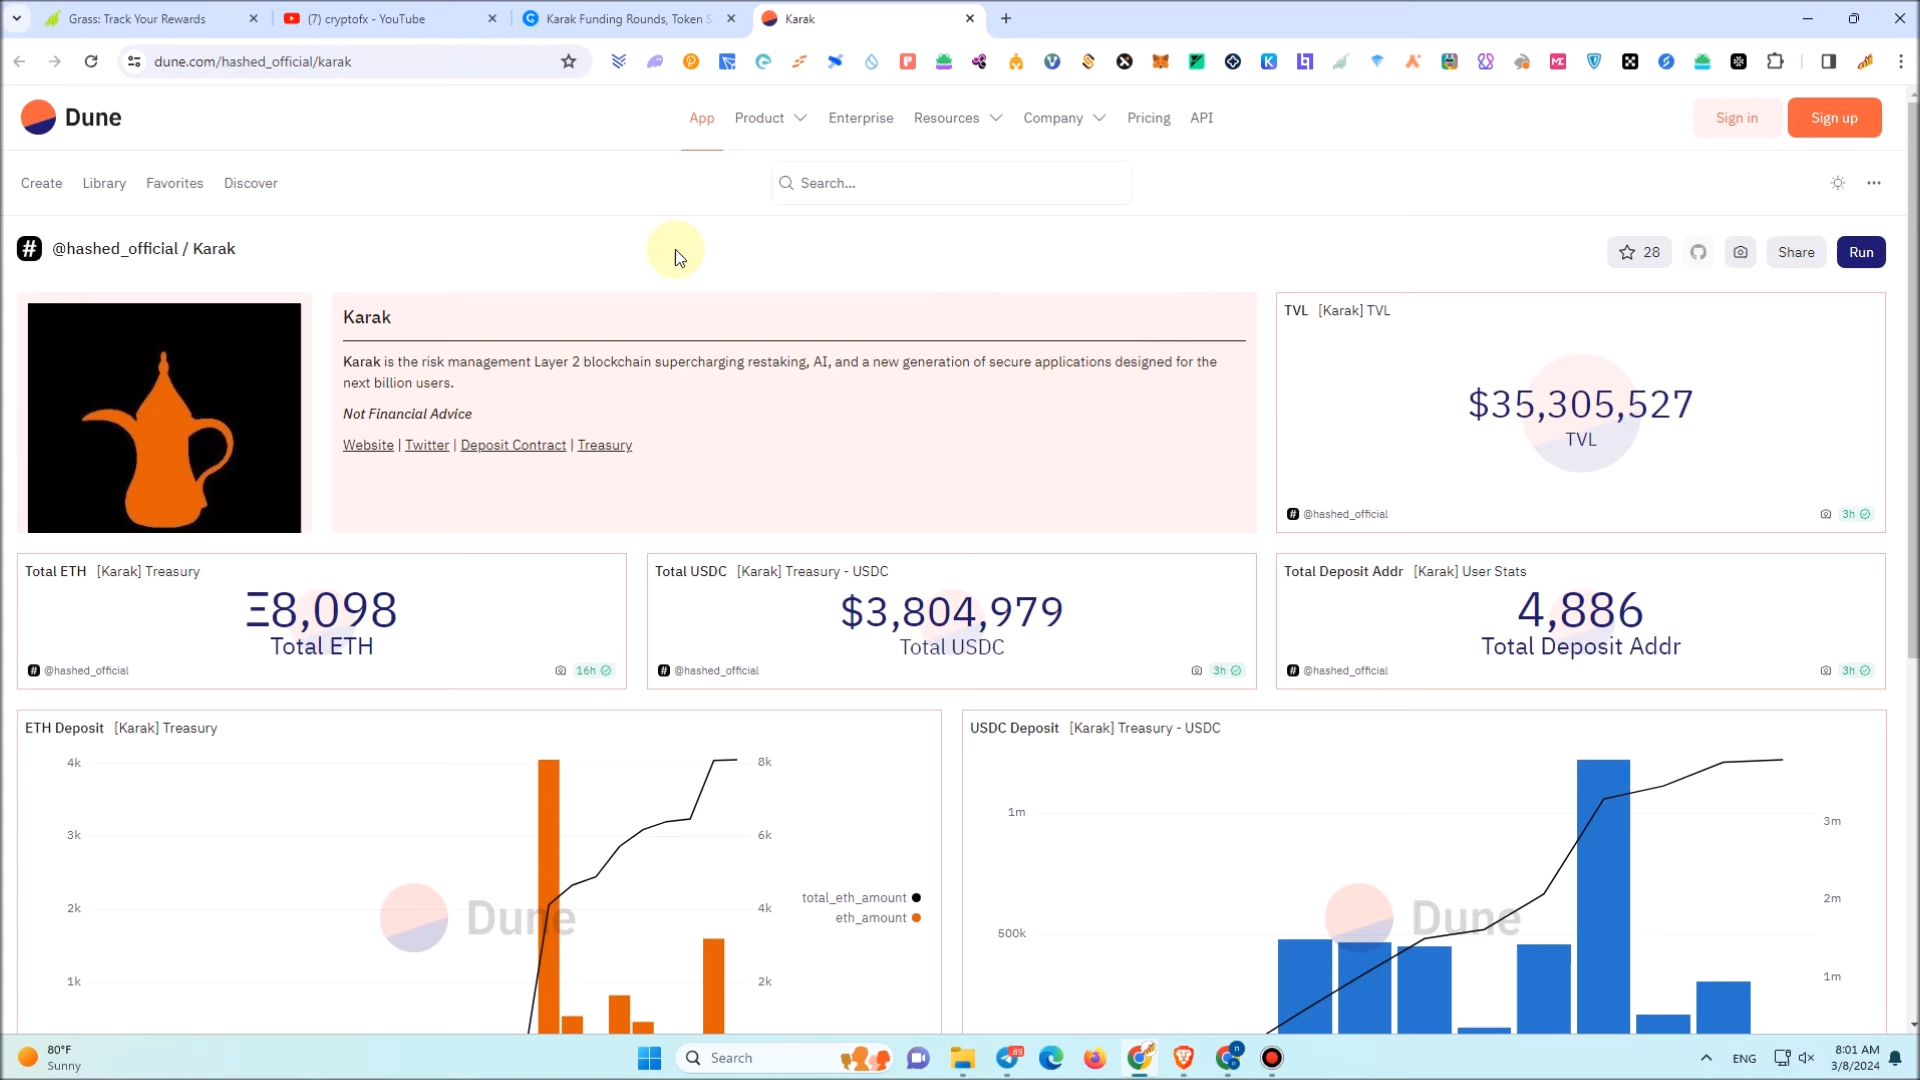 Grass: Track Your Rewards
(7) cryptofx - YouTube
Karak Funding Rounds, Token S
Karak
dune.com/hashed_official/karak
Dune
App
Product
Enterprise
Resources
Company
Pricing
API
Sign in
Sign up
Create
Library
Favorites
Discover
Search...
@hashed_official / Karak
28
Share
Run
Karak
Karak is the risk management Layer 2 blockchain supercharging restaking, AI, and a new generation of secure applications designed for the
next billion users.
Not Financial Advice
Website | Twitter | Deposit Contract | Treasury
TVL [Karak] TVL
$35,305,527
TVL
@hashed_official
3h
Total ETH [Karak] Treasury
Ξ8,098
Total ETH
@hashed_official
16h
Total USDC [Karak] Treasury - USDC
$3,804,979
Total USDC
@hashed_official
3h
Total Deposit Addr [Karak] User Stats
4,886
Total Deposit Addr
@hashed_official
3h
ETH Deposit [Karak] Treasury
4k
3k
2k
1k
8k
6k
4k
2k
Dune
total_eth_amount
eth_amount
USDC Deposit [Karak] Treasury - USDC
1m
500k
3m
2m
1m
Dune
80°F
Sunny
Search
89
ENG
8:01 AM
3/8/2024